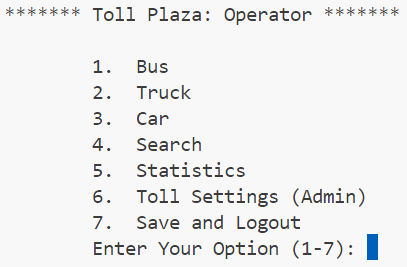 ******* Toll Plaza: Operator *******
1. Bus
2. Truck
3. Car
4. Search
5. Statistics
6. Toll Settings (Admin)
7. Save and Logout
Enter Your Option (1-7):